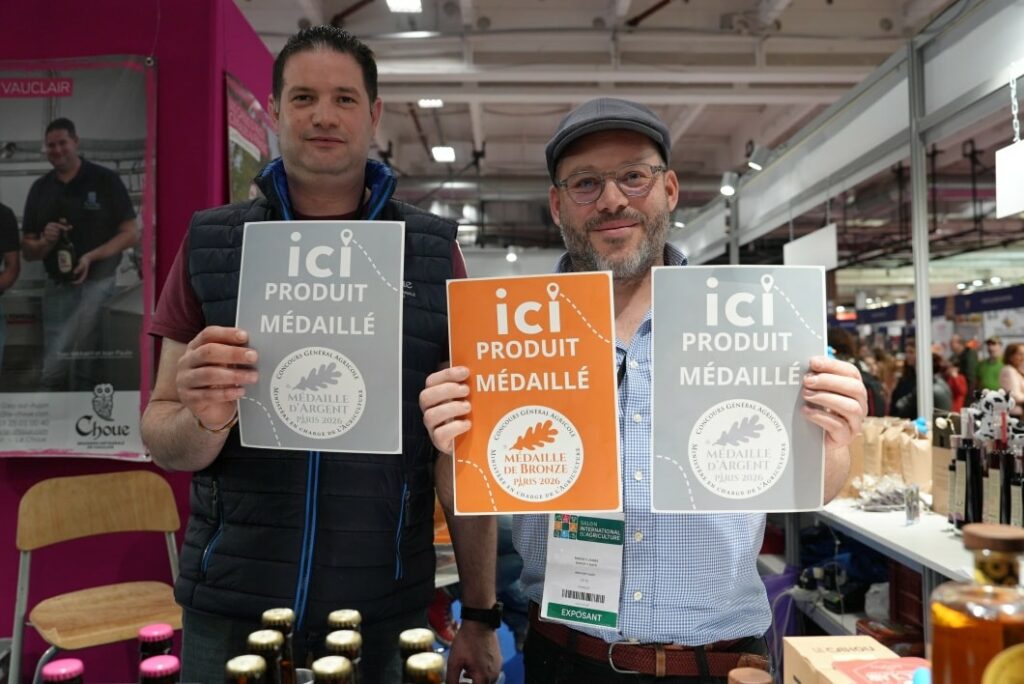 VAUCLAIR
Choue
ici
PRODUIT
MÉDAILLÉ
CONCOURS GÉNÉRAL AGRICOLE
MÉDAILLE
D'ARGENT
PARIS 2026
MINISTÈRE EN CHARGE DE L'AGRICULTURE
ici
PRODUIT
MÉDAILLÉ
CONCOURS GÉNÉRAL AGRICOLE
MÉDAILLE
DE BRONZE
PARIS 2026
MINISTÈRE EN CHARGE DE L'AGRICULTURE
ici
PRODUIT
MÉDAILLÉ
CONCOURS GÉNÉRAL AGRICOLE
MÉDAILLE
D'ARGENT
PARIS 2026
MINISTÈRE EN CHARGE DE L'AGRICULTURE
SALON
INTERNATIONAL
DE L'AGRICULTURE
EXPOSANT